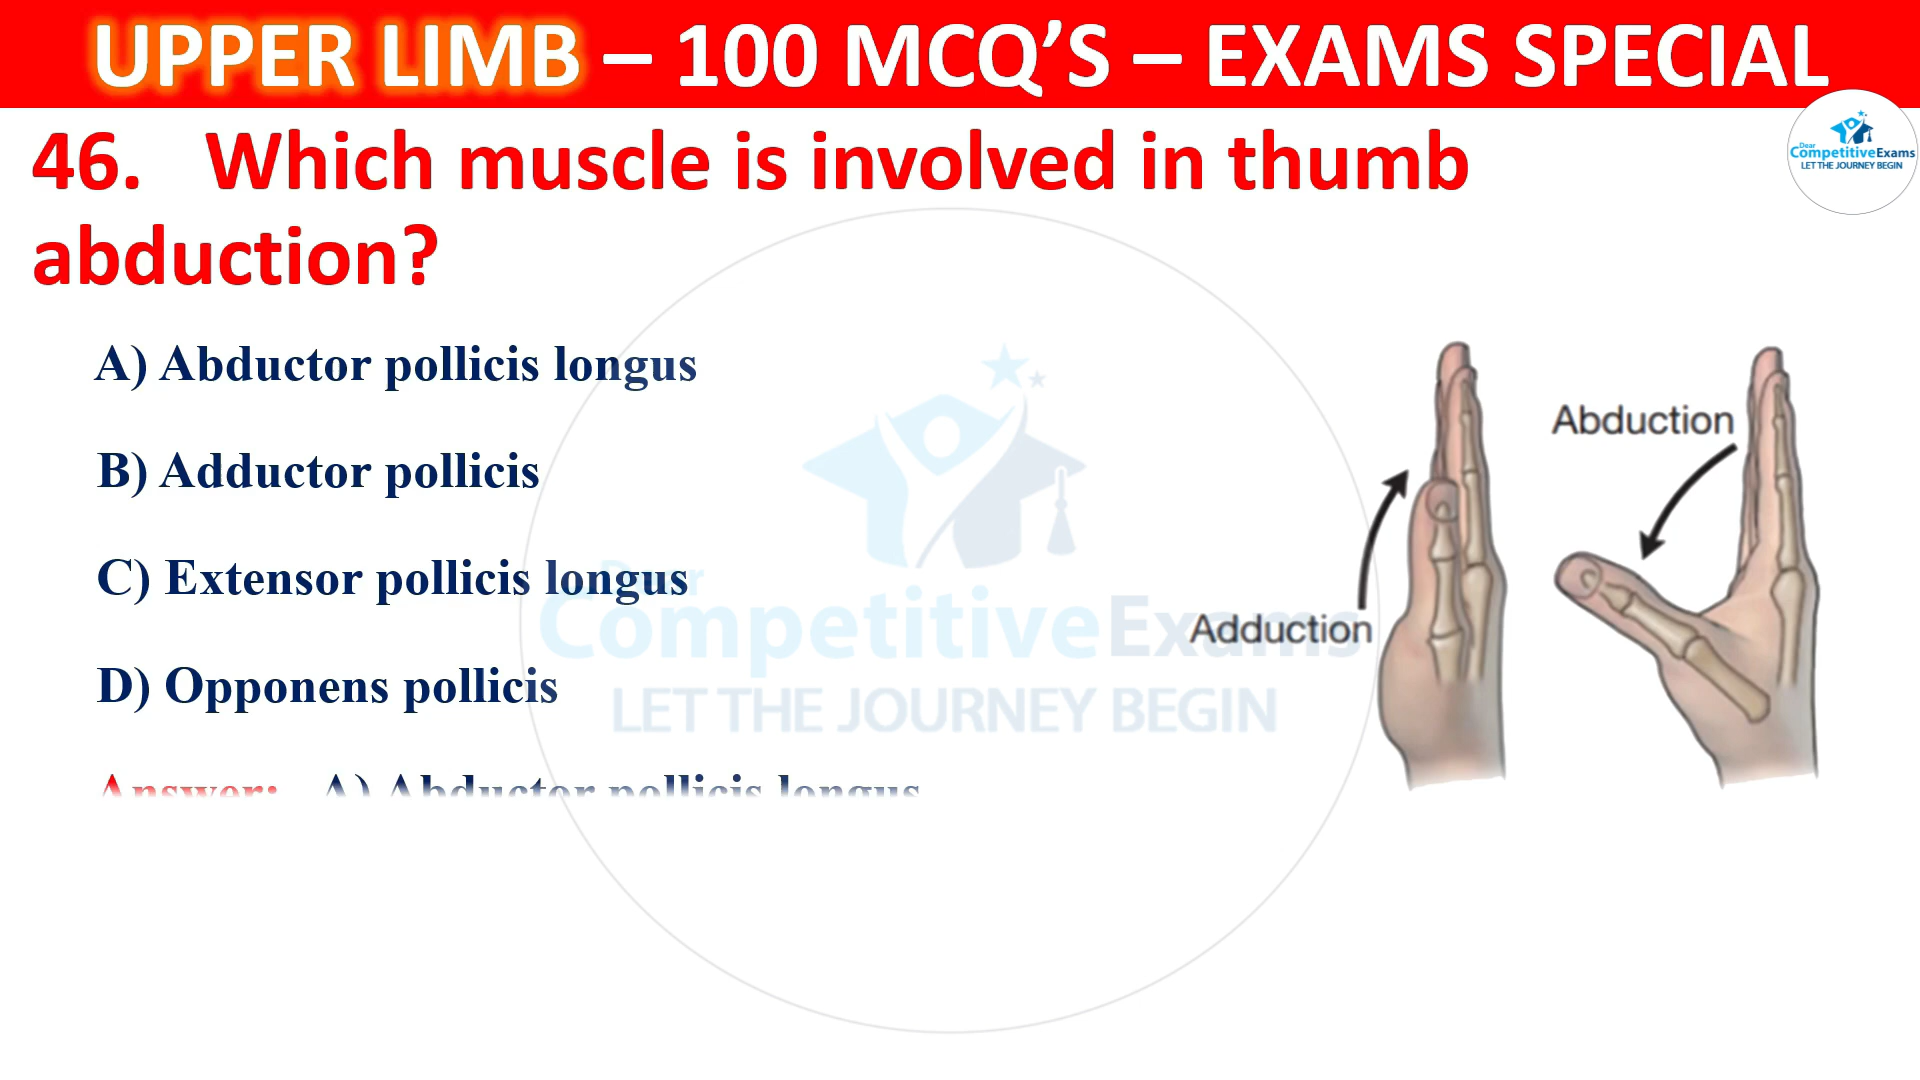 UPPER LIMB – 100 MCQ’S – EXAMS SPECIAL
Dear
CompetitiveExams
LET THE JOURNEY BEGIN
46. Which muscle is involved in thumb
abduction?
A) Abductor pollicis longus
B) Adductor pollicis
C) Extensor pollicis longus
D) Opponens pollicis
Answer: A) Abductor pollicis longus
Adduction
Abduction
Dear
CompetitiveExams
LET THE JOURNEY BEGIN